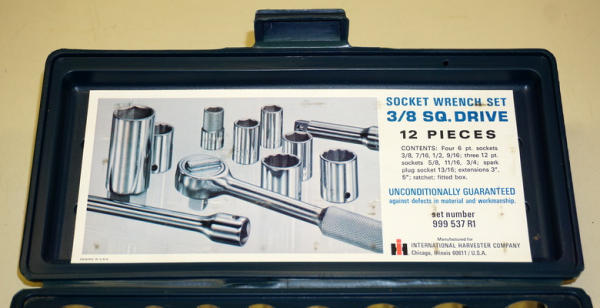 SOCKET WRENCH SET
3/8 SQ. DRIVE
12 PIECES
CONTENTS: Four 6 pt. sockets
3/8, 7/16, 1/2, 9/16; three 12 pt.
sockets 5/8, 11/16, 3/4; spark
plug socket 13/16; extensions 3",
6"; ratchet; fitted box.
UNCONDITIONALLY GUARANTEED
against defects in material and workmanship.
set number
999 537 R1
Manufactured for
INTERNATIONAL HARVESTER COMPANY
Chicago, Illinois 60611 / U.S.A.